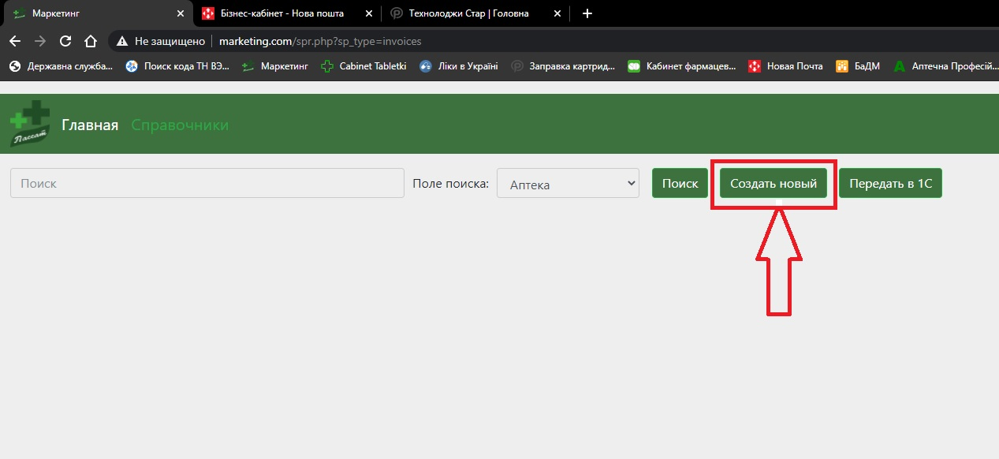 Маркетинг
Бізнес-кабінет - Нова пошта
Технолоджи Стар | Головна
Не защищено
marketing.com/spr.php?sp_type=invoices
Державна служба...
Поиск кода ТН ВЭ...
Маркетинг
Cabinet Tabletki
Ліки в Україні
Заправка картрид...
Кабинет фармацев...
Новая Почта
БаДМ
Аптечна Професій...
Пассат
Главная
Справочники
Поиск
Поле поиска:
Аптека
Поиск
Создать новый
Передать в 1С